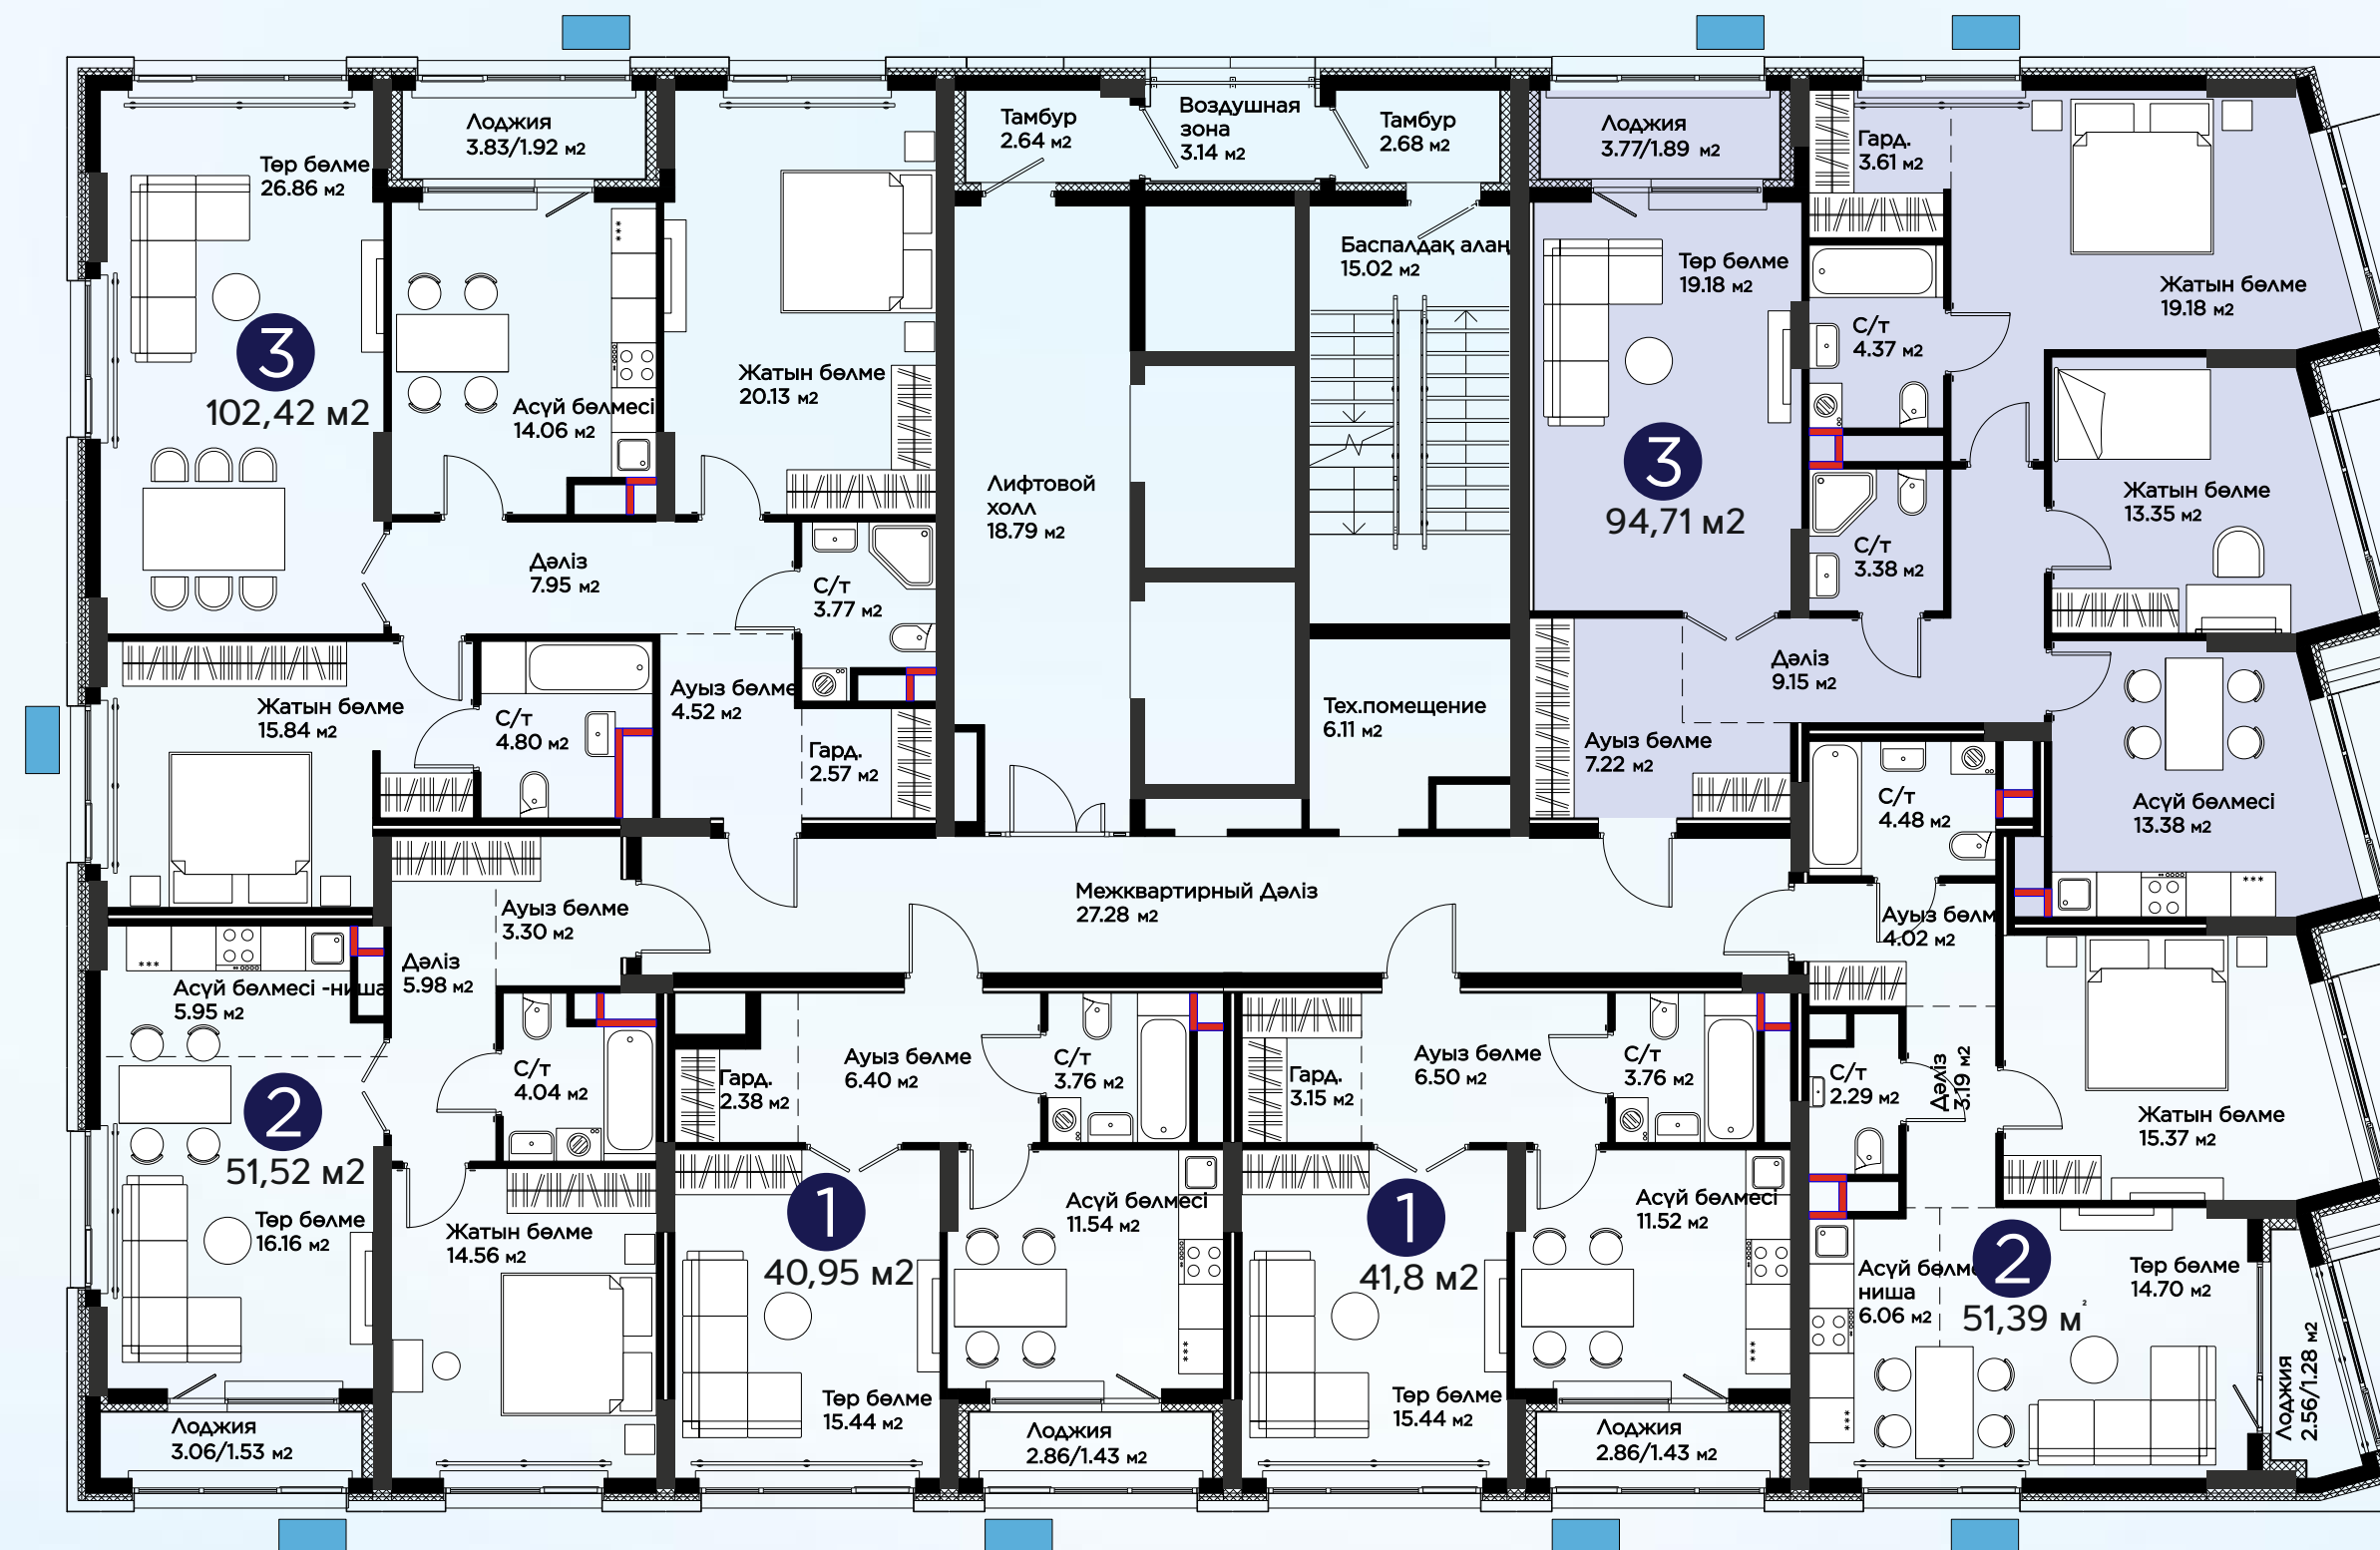 Лоджия
3.83/1.92 м2
Төр бөлме
26.86 м2
3
102,42 м2
Асүй бөлмесі
14.06 м2
Жатын бөлме
20.13 м2
Дәліз
7.95 м2
С/т
3.77 м2
Ауыз бөлме
4.52 м2
Гард.
2.57 м2
Жатын бөлме
15.84 м2
С/т
4.80 м2
Тамбур
2.64 м2
Воздушная
зона
3.14 м2
Тамбур
2.68 м2
Баспалдақ алаң
15.02 м2
Лифтовой
холл
18.79 м2
Тех.помещение
6.11 м2
Лоджия
3.77/1.89 м2
Гард.
3.61 м2
Төр бөлме
19.18 м2
Жатын бөлме
19.18 м2
С/т
4.37 м2
3
94,71 м2
Жатын бөлме
13.35 м2
С/т
3.38 м2
Дәліз
9.15 м2
Ауыз бөлме
7.22 м2
Асүй бөлмесі
13.38 м2
Межквартирный Дәліз
27.28 м2
Ауыз бөлме
3.30 м2
Дәліз
5.98 м2
Асүй бөлмесі -ниша
5.95 м2
С/т
4.04 м2
2
51,52 м2
Төр бөлме
16.16 м2
Жатын бөлме
14.56 м2
Лоджия
3.06/1.53 м2
Гард.
2.38 м2
Ауыз бөлме
6.40 м2
С/т
3.76 м2
1
40,95 м2
Асүй бөлмесі
11.54 м2
Төр бөлме
15.44 м2
Лоджия
2.86/1.43 м2
Гард.
3.15 м2
Ауыз бөлме
6.50 м2
С/т
3.76 м2
1
41,8 м2
Асүй бөлмесі
11.52 м2
Төр бөлме
15.44 м2
Лоджия
2.86/1.43 м2
С/т
4.48 м2
Ауыз бөлм
4.02 м2
С/т
2.29 м2
Дәліз
3.19 м2
Жатын бөлме
15.37 м2
Асүй бөлме
ниша
6.06 м2
2
51,39 м²
Төр бөлме
14.70 м2
Лоджия
2.56/1.28 м2